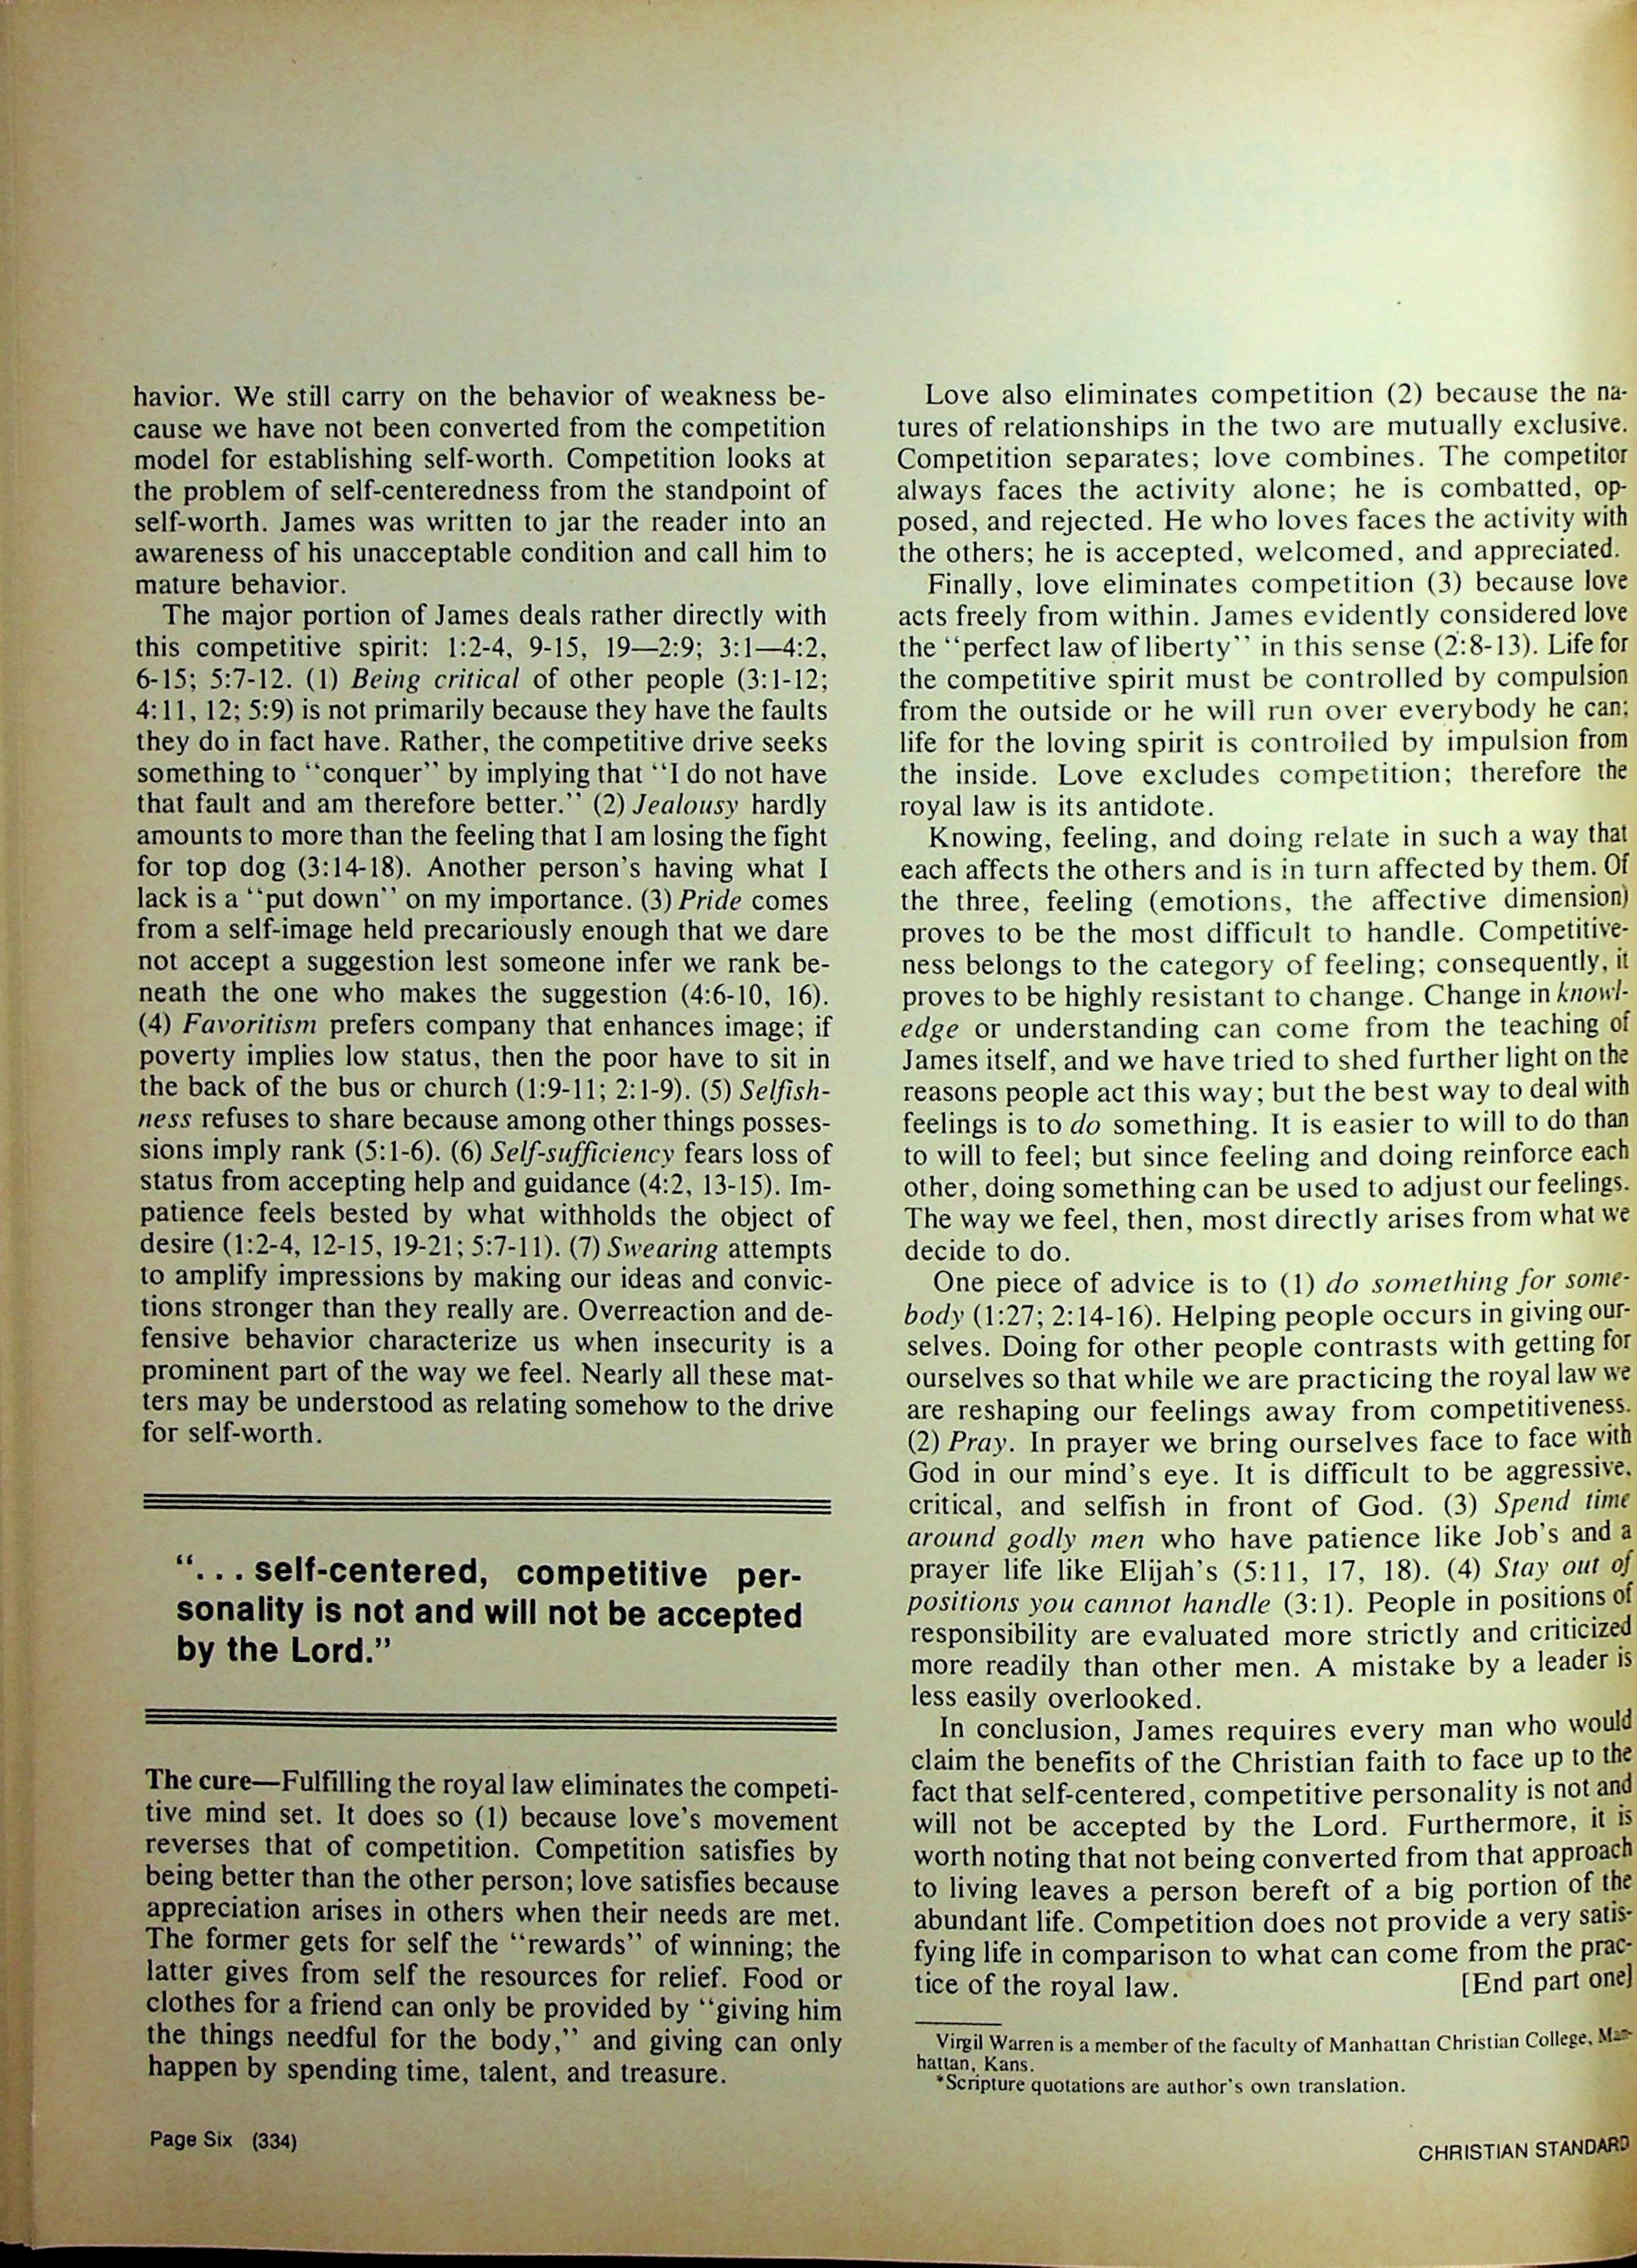 havior. We still carry on the behavior of weakness be-
cause we have not been converted from the competition
model for establishing self-worth. Competition looks at
the problem of self-centeredness from the standpoint of
self-worth. James was written to jar the reader into an
awareness of his unacceptable condition and call him to
mature behavior.
The major portion of James deals rather directly with
this competitive spirit: 1:2-4, 9-15, 19—2:9; 3:1—4:2,
6-15; 5:7-12. (1) Being critical of other people (3:1-12;
4:11, 12; 5:9) is not primarily because they have the faults
they do in fact have. Rather, the competitive drive seeks
something to “conquer” by implying that “I do not have
that fault and am therefore better.” (2) Jealousy hardly
amounts to more than the feeling that I am losing the fight
for top dog (3:14-18). Another person's having what I
lack is a “put down” on my importance. (3) Pride comes
from a self-image held precariously enough that we dare
not accept a suggestion lest someone infer we rank be-
neath the one who makes the suggestion (4:6-10, 16).
(4) Favoritism prefers company that enhances image; if
poverty implies low status, then the poor have to sit in
the back of the bus or church (1:9-11; 2:1-9). (5) Selfish-
ness refuses to share because among other things posses-
sions imply rank (5:1-6). (6) Self-sufficiency fears loss of
status from accepting help and guidance (4:2, 13-15). Im-
patience feels bested by what withholds the object of
desire (1:2-4, 12-15, 19-21; 5:7-11). (7) Swearing attempts
to amplify impressions by making our ideas and convic-
tions stronger than they really are. Overreaction and de-
fensive behavior characterize us when insecurity is a
prominent part of the way we feel. Nearly all these mat-
ters may be understood as relating somehow to the drive
for self-worth.
“... self-centered, competitive per-
sonality is not and will not be accepted
by the Lord.”
The cure—Fulfilling the royal law eliminates the competi-
tive mind set. It does so (1) because love's movement
reverses that of competition. Competition satisfies by
being better than the other person; love satisfies because
appreciation arises in others when their needs are met.
The former gets for self the “rewards” of winning; the
latter gives from self the resources for relief. Food or
clothes for a friend can only be provided by “giving him
the things needful for the body,” and giving can only
happen by spending time, talent, and treasure.
Love also eliminates competition (2) because the na-
tures of relationships in the two are mutually exclusive.
Competition separates; love combines. The competitor
always faces the activity alone; he is combatted, op-
posed, and rejected. He who loves faces the activity with
the others; he is accepted, welcomed, and appreciated.
Finally, love eliminates competition (3) because love
acts freely from within. James evidently considered love
the “perfect law of liberty” in this sense (2:8-13). Life for
the competitive spirit must be controlled by compulsion
from the outside or he will run over everybody he can;
life for the loving spirit is controlled by impulsion from
the inside. Love excludes competition; therefore the
royal law is its antidote.
Knowing, feeling, and doing relate in such a way that
each affects the others and is in turn affected by them. Of
the three, feeling (emotions, the affective dimension)
proves to be the most difficult to handle. Competitive-
ness belongs to the category of feeling; consequently, it
proves to be highly resistant to change. Change in knowl-
edge or understanding can come from the teaching of
James itself, and we have tried to shed further light on the
reasons people act this way; but the best way to deal with
feelings is to do something. It is easier to will to do than
to will to feel; but since feeling and doing reinforce each
other, doing something can be used to adjust our feelings.
The way we feel, then, most directly arises from what we
decide to do.
One piece of advice is to (1) do something for some-
body (1:27; 2:14-16). Helping people occurs in giving our-
selves. Doing for other people contrasts with getting for
ourselves so that while we are practicing the royal law we
are reshaping our feelings away from competitiveness.
(2) Pray. In prayer we bring ourselves face to face with
God in our mind's eye. It is difficult to be aggressive,
critical, and selfish in front of God. (3) Spend time
around godly men who have patience like Job's and a
prayer life like Elijah's (5:11, 17, 18). (4) Stay out of
positions you cannot handle (3:1). People in positions of
responsibility are evaluated more strictly and criticized
more readily than other men. A mistake by a leader is
less easily overlooked.
In conclusion, James requires every man who would
claim the benefits of the Christian faith to face up to the
fact that self-centered, competitive personality is not and
will not be accepted by the Lord. Furthermore, it is
worth noting that not being converted from that approach
to living leaves a person bereft of a big portion of the
abundant life. Competition does not provide a very satis-
fying life in comparison to what can come from the prac-
tice of the royal law. [End part one]
Virgil Warren is a member of the faculty of Manhattan Christian College, Man-
hattan, Kans.
*Scripture quotations are author's own translation.
Page Six (334)
CHRISTIAN STANDARD